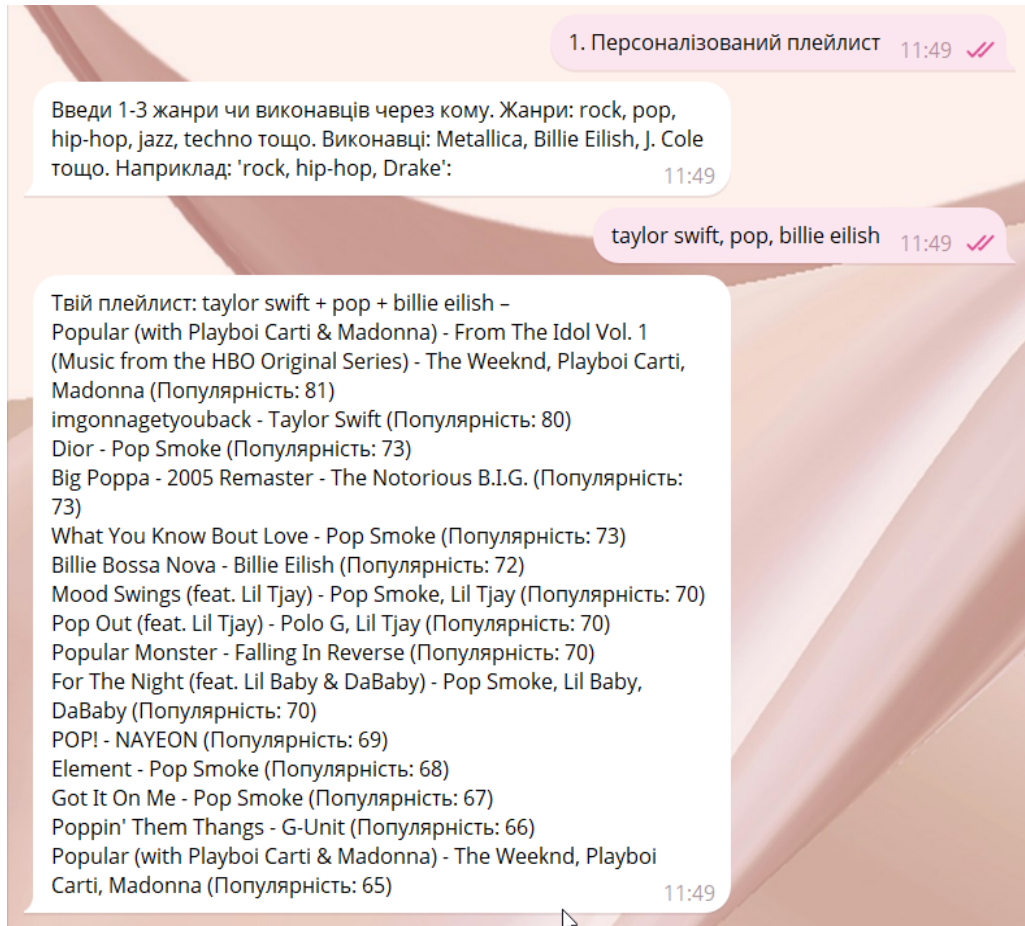 1. Персоналізований плейлист 11:49
Введи 1-3 жанри чи виконавців через кому. Жанри: rock, pop,
hip-hop, jazz, techno тощо. Виконавці: Metallica, Billie Eilish, J. Cole
тощо. Наприклад: 'rock, hip-hop, Drake':
11:49
taylor swift, pop, billie eilish 11:49
Твій плейлист: taylor swift + pop + billie eilish –
Popular (with Playboi Carti & Madonna) - From The Idol Vol. 1
(Music from the HBO Original Series) - The Weeknd, Playboi Carti,
Madonna (Популярність: 81)
imgonnagetyouback - Taylor Swift (Популярність: 80)
Dior - Pop Smoke (Популярність: 73)
Big Poppa - 2005 Remaster - The Notorious B.I.G. (Популярність:
73)
What You Know Bout Love - Pop Smoke (Популярність: 73)
Billie Bossa Nova - Billie Eilish (Популярність: 72)
Mood Swings (feat. Lil Tjay) - Pop Smoke, Lil Tjay (Популярність: 70)
Pop Out (feat. Lil Tjay) - Polo G, Lil Tjay (Популярність: 70)
Popular Monster - Falling In Reverse (Популярність: 70)
For The Night (feat. Lil Baby & DaBaby) - Pop Smoke, Lil Baby,
DaBaby (Популярність: 70)
POP! - NAYEON (Популярність: 69)
Element - Pop Smoke (Популярність: 68)
Got It On Me - Pop Smoke (Популярність: 67)
Poppin' Them Thangs - G-Unit (Популярність: 66)
Popular (with Playboi Carti & Madonna) - The Weeknd, Playboi
Carti, Madonna (Популярність: 65)
11:49